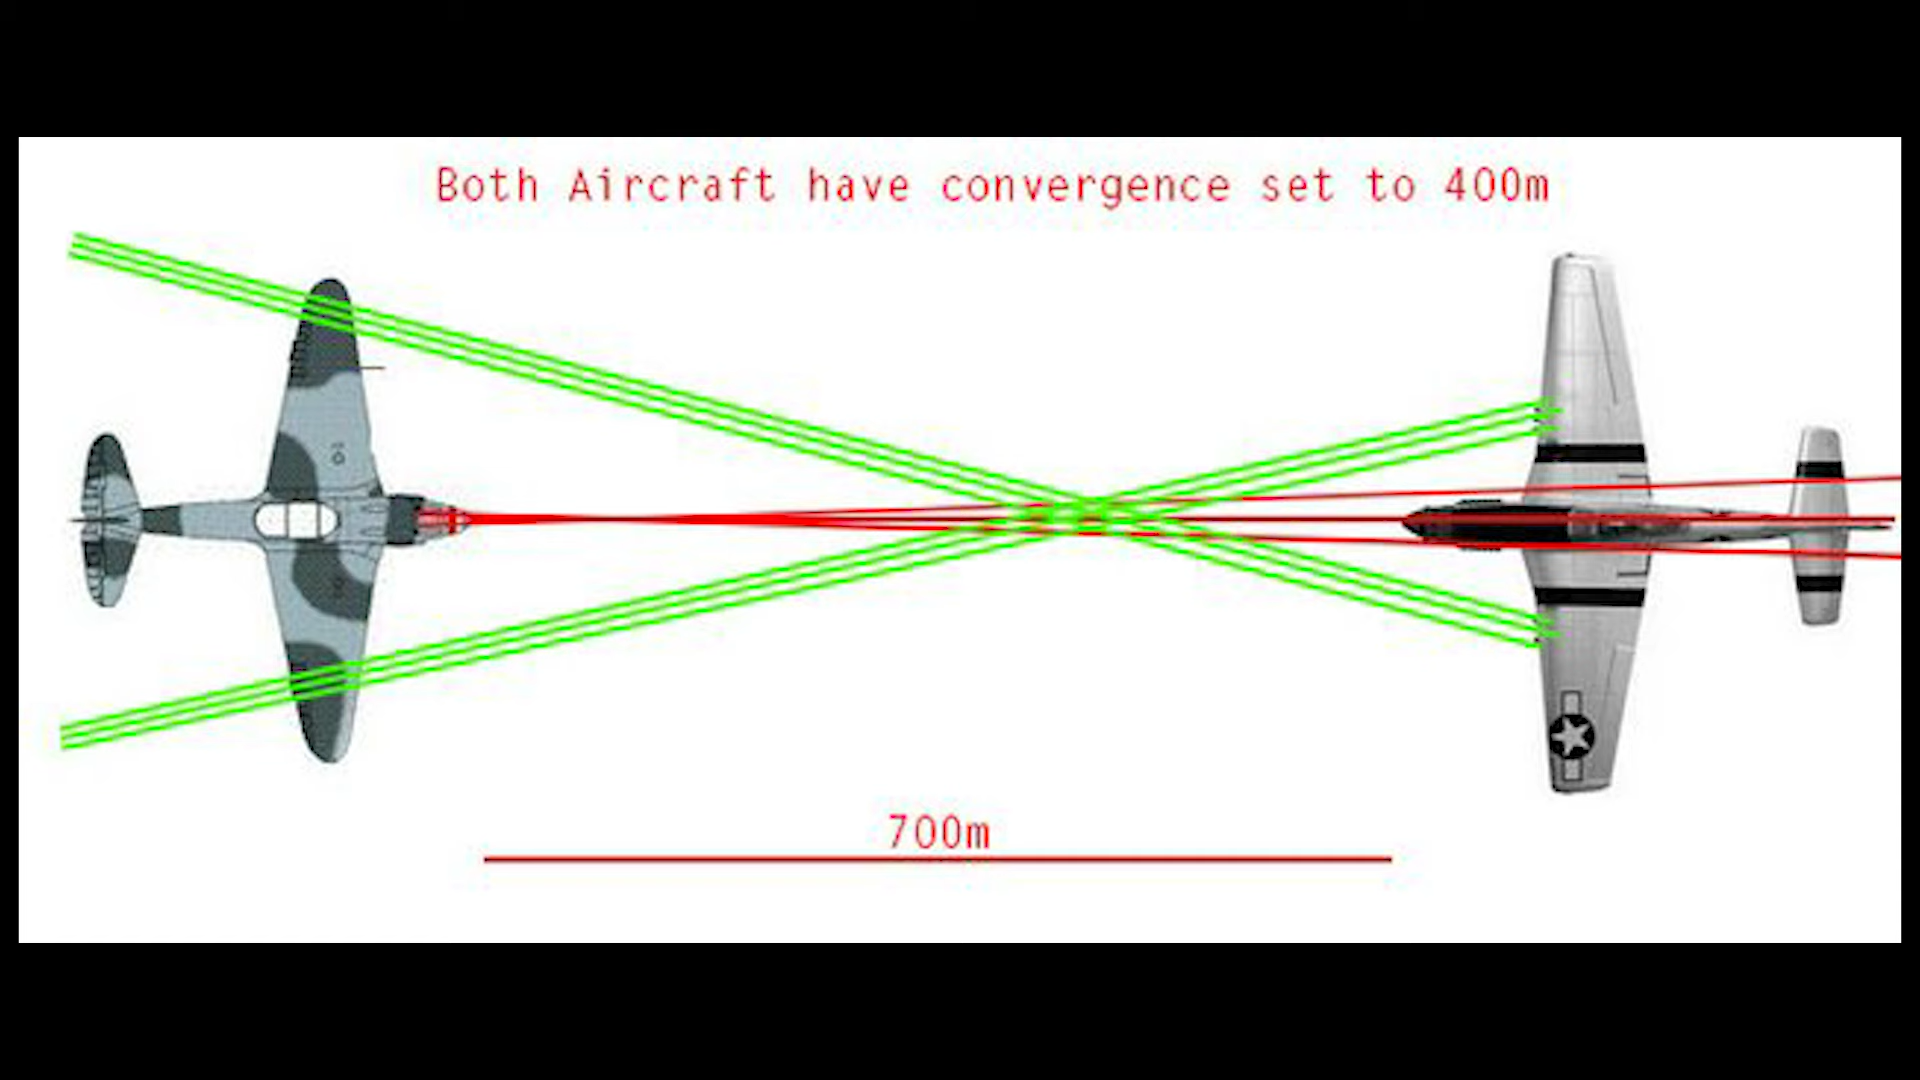 Both Aircraft have convergence set to 400m
700m